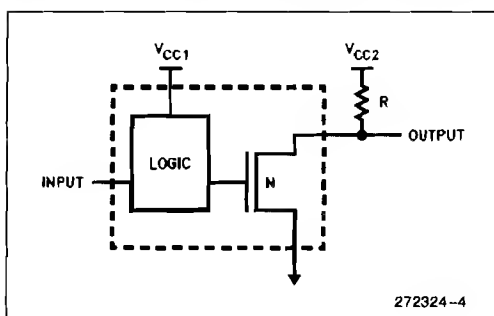 VCC1 VCC2
R
OUTPUT
LOGIC
INPUT N
272324-4